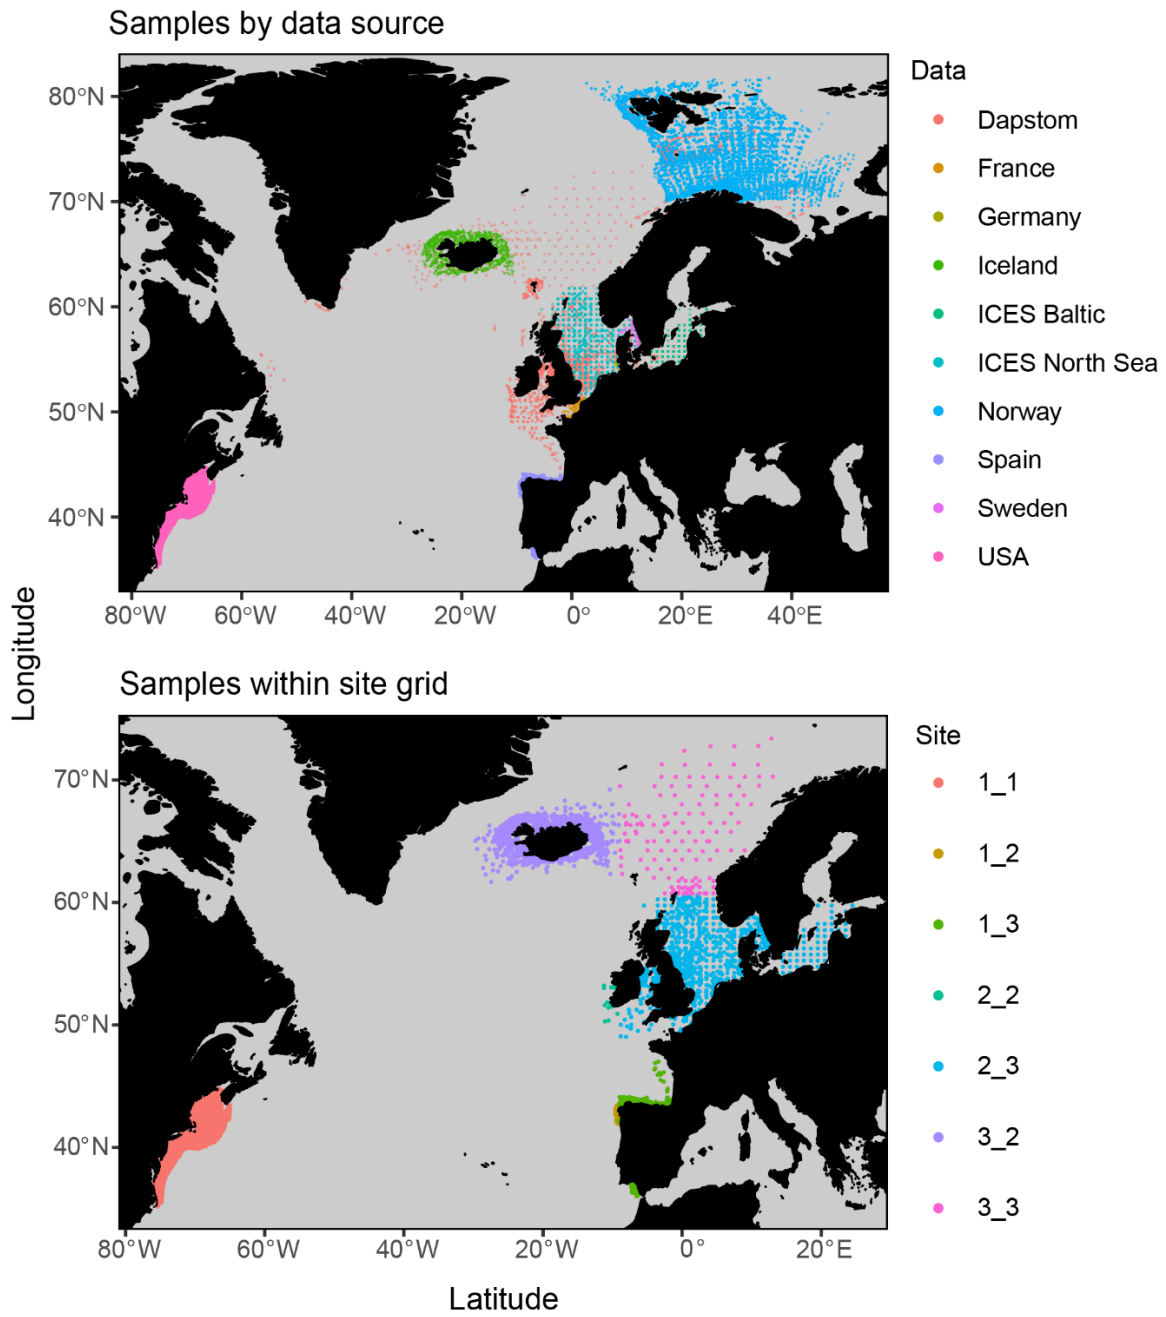 Samples by data source
80°N
70°N
60°N
50°N
40°N
80°W
60°W
40°W
20°W
0°
20°E
40°E
Data
Dapstom
France
Germany
Iceland
ICES Baltic
ICES North Sea
Norway
Spain
Sweden
USA
Longitude
Samples within site grid
70°N
60°N
50°N
40°N
80°W
60°W
40°W
20°W
0°
20°E
Site
1_1
1_2
1_3
2_2
2_3
3_2
3_3
Latitude